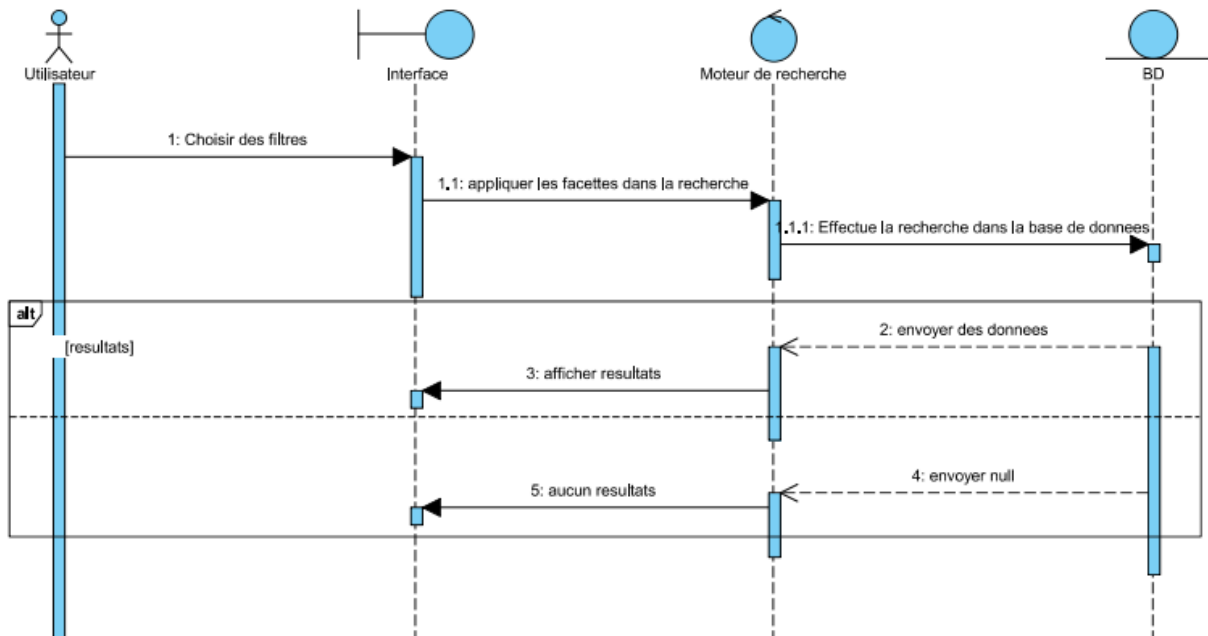 Utilisateur
Interface
Moteur de recherche
BD
1: Choisir des filtres
1.1: appliquer les facettes dans la recherche
1.1.1: Effectue la recherche dans la base de donnees
alt
[resultats]
2: envoyer des donnees
3: afficher resultats
4: envoyer null
5: aucun resultats